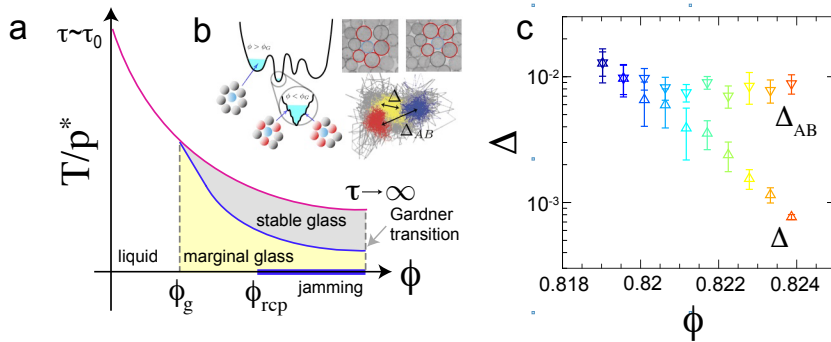 a
τ~τ₀
T/p*
liquid
marginal glass
stable glass
τ→∞
Gardner
transition
jamming
ϕ
ϕg
ϕrcp
b
ϕ > ϕG
ϕ < ϕG
Δ
ΔAB
c
Δ
10⁻²
10⁻³
ΔAB
Δ
0.818
0.82
0.822
0.824
ϕ